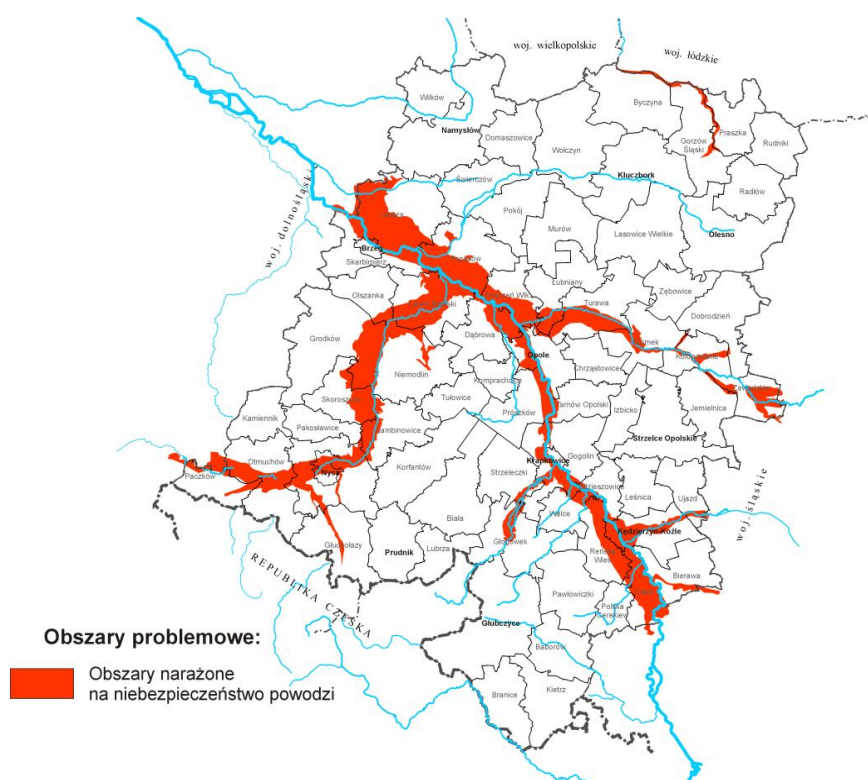 woj. wielkopolskie
woj. łódzkie
Wilków
Byczyna
Namysłów
Domaszowice
Wołczyn
Gorzów
Śląski
Praszka
Rudniki
Świerczów
Kluczbork
Radłów
woj. dolnośląskie
Pokój
Murów
Lasowice Wielkie
Olesno
Brzeg
Skarbimierz
Łubniany
Turawa
Zębowice
Dobrodzień
Olszanka
Grodków
Dąbrowa
Opole
Chrząstowice
Niemodlin
Komprachcice
Tułowice
Prószków
Tarnów Opolski
Izbicko
Jemielnica
Kamiennik
Pakosławice
Strzelce Opolskie
Otmuchów
Nysa
Korfantów
Krapkowice
Gogolin
Paczków
Strzeleczki
Leśnica
Ujazd
woj. śląskie
Biała
Walce
Głogówek
Kędzierzyn Koźle
Głuchołazy
Prudnik
Lubrza
Bierawa
REPUBLIKA CZESKA
Pawłowiczki
Polska
Cerekiew
Głubczyce
Baborów
Branice
Kietrz
Obszary problemowe:
Obszary narażone
na niebezpieczeństwo powodzi